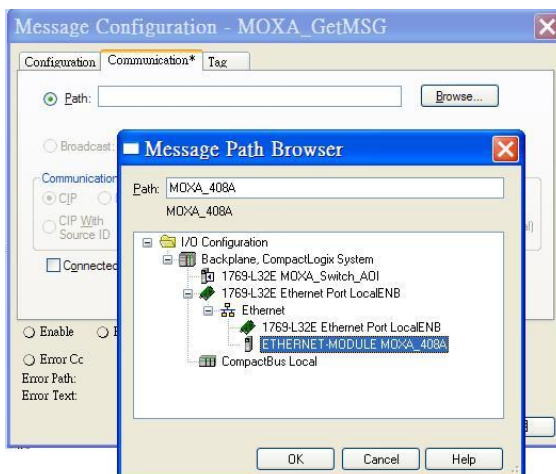 Message Configuration - MOXA_GetMSG
Configuration Communication* Tag
Path:
Browse...
Broadcast:
Communication
CIP
CIP With
Source ID
Connected
Enable
Error Path:
Error Text:
Message Path Browser
Path: MOXA_408A
MOXA_408A
I/O Configuration
Backplane, CompactLogix System
1769-L32E MOXA_Switch_AOI
1769-L32E Ethernet Port LocalENB
Ethernet
1769-L32E Ethernet Port LocalENB
ETHERNET-MODULE MOXA_408A
CompactBus Local
OK Cancel Help